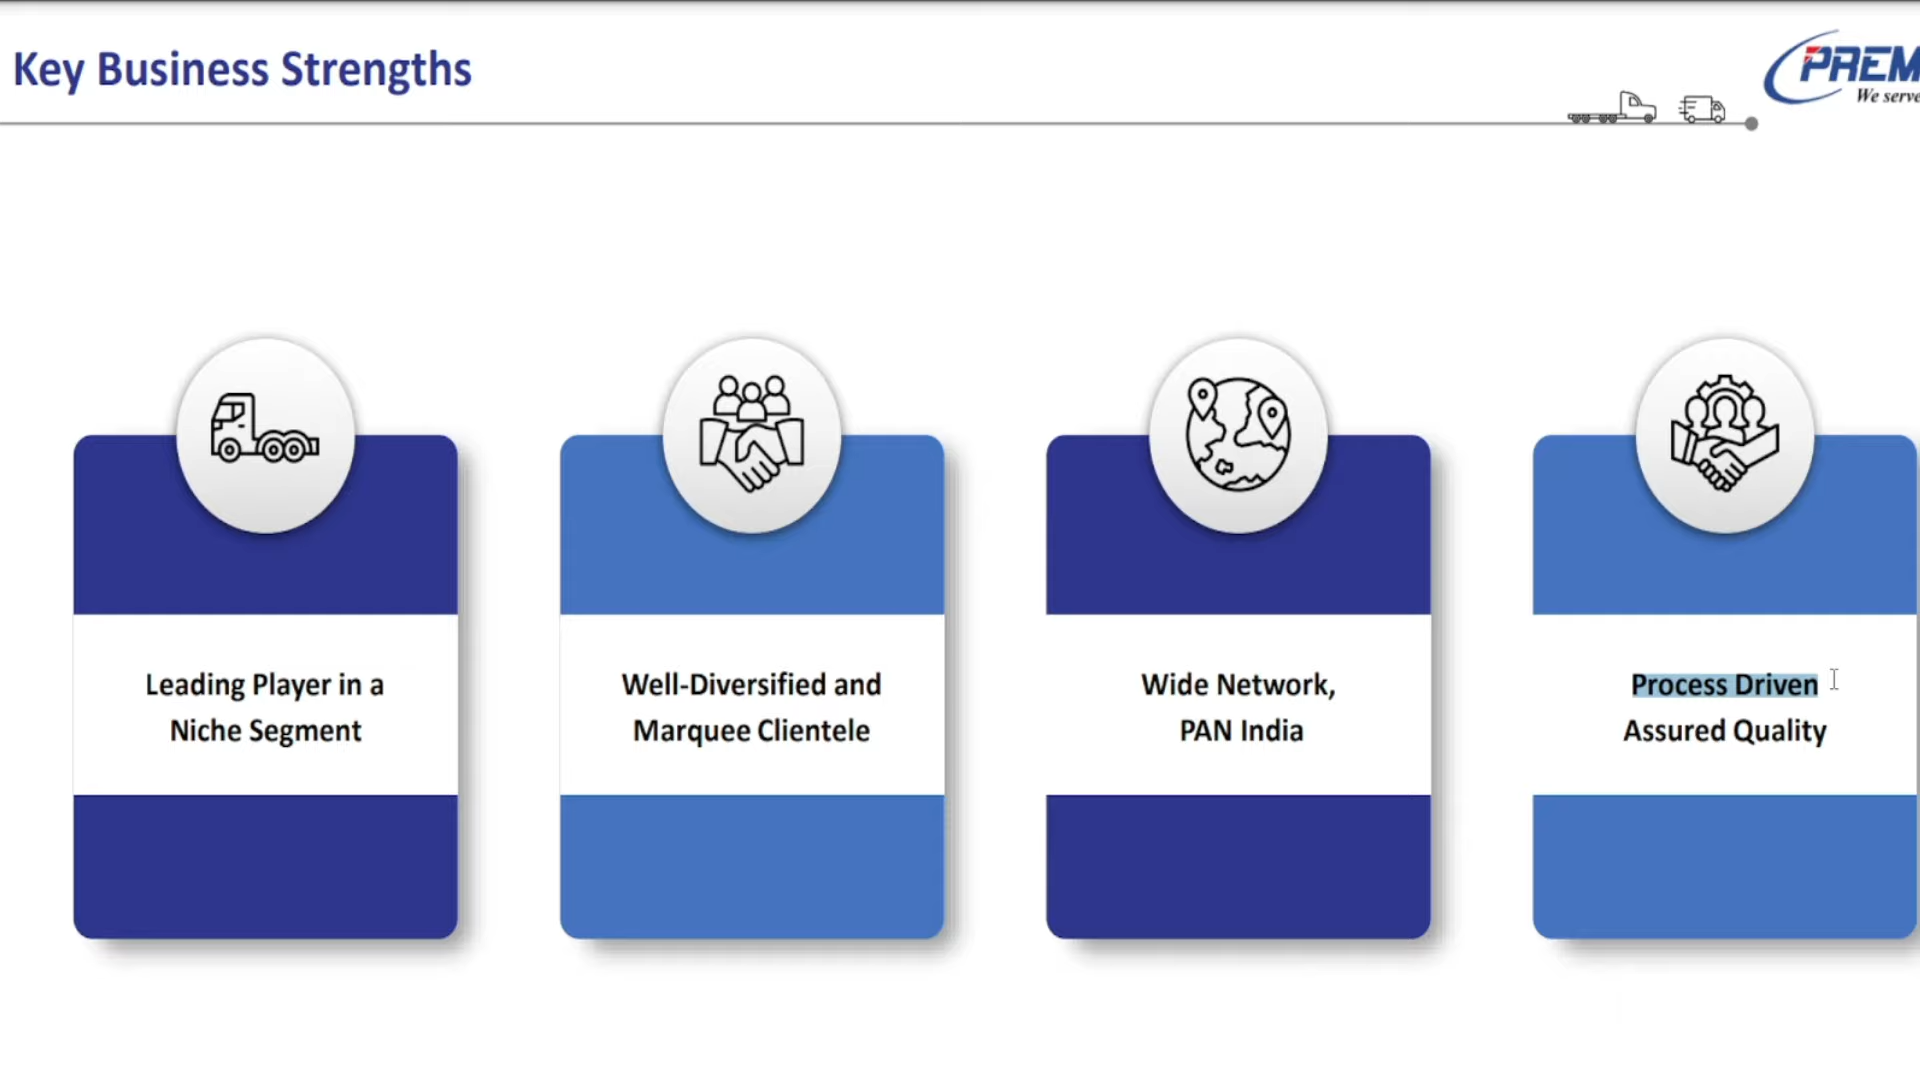 Key Business Strengths
PREM
We serve
Leading Player in a
Niche Segment
Well-Diversified and
Marquee Clientele
Wide Network,
PAN India
Process Driven
Assured Quality